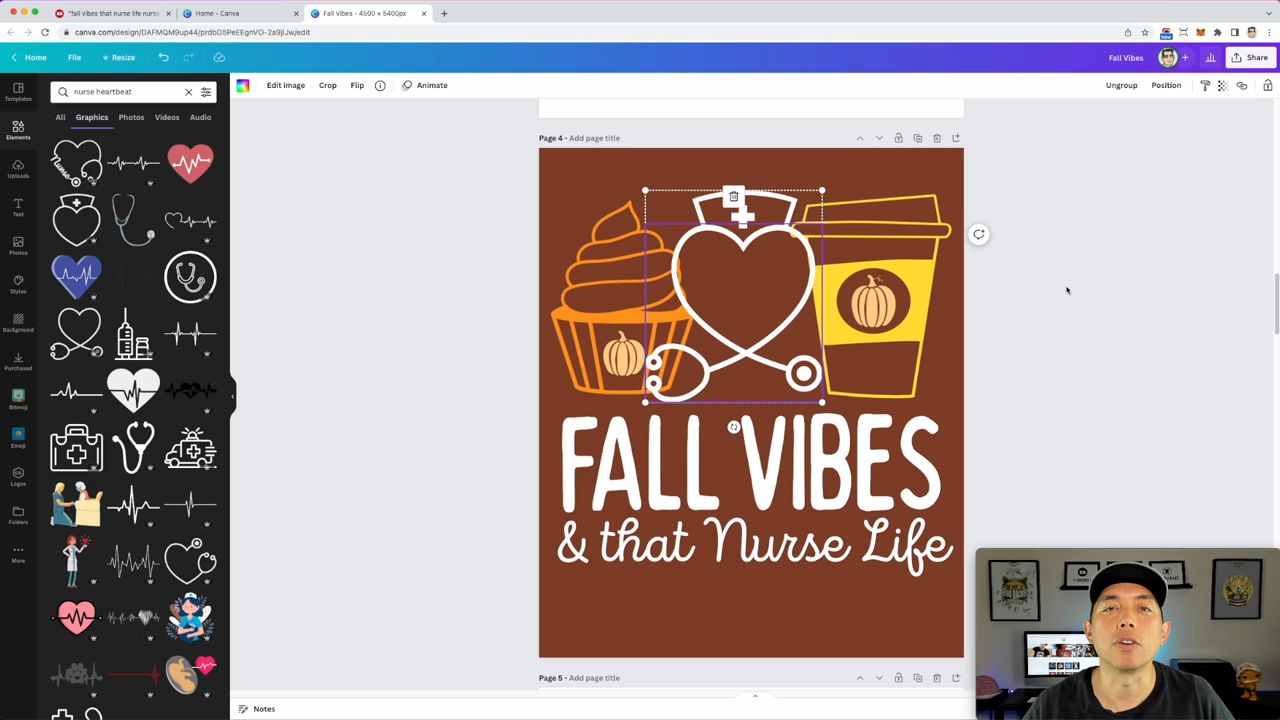 "fall vibes that nurse life nurse
Home - Canva
Fall Vibes - 4500 × 5400px
canva.com/design/DAFMQM9up44/prdbD5PeEEgnVO-2a9jiJw/edit
Home
File
Resize
Fall Vibes
Share
Templates
Elements
Uploads
Text
Photos
Styles
Background
Purchased
Bitmoji
Emoji
Logos
Folders
More
nurse heartbeat
All
Graphics
Photos
Videos
Audio
Nurse
Edit image
Crop
Flip
Animate
Ungroup
Position
Page 4 - Add page title
FALL VIBES
& that Nurse Life
Page 5 - Add page title
Notes
New